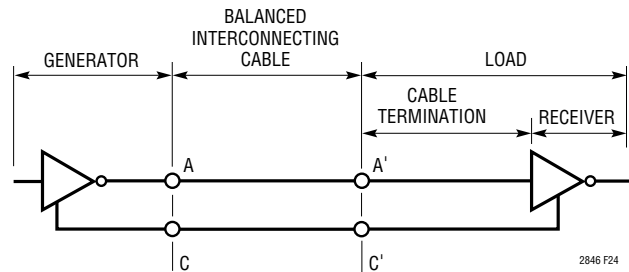 BALANCED
INTERCONNECTING
CABLE
GENERATOR
LOAD
CABLE
TERMINATION
RECEIVER
A
A'
C
C'
2846 F24